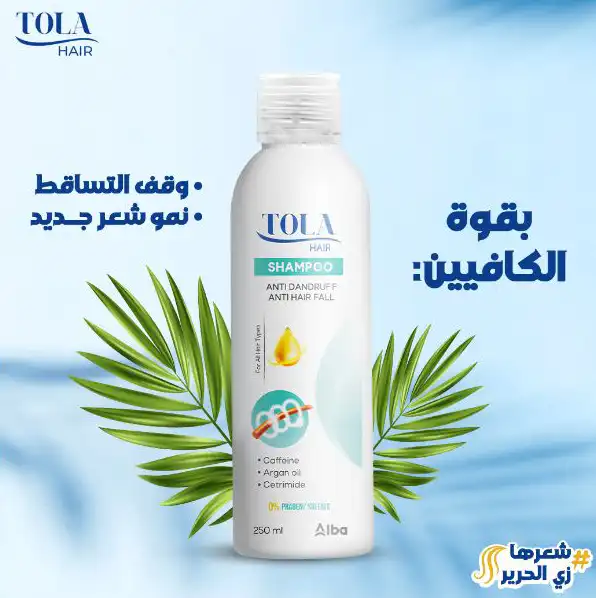 TOLA
HAIR
بقوة
الكافيين:
• وقف التساقط
• نمو شعر جديد
TOLA
HAIR
SHAMPOO
ANTI DANDRUFF
ANTI HAIR FALL
For All Hair Types
• Caffeine
• Argan oil
• Cetrimide
0%
250 ml
Alba
#شعرها
زي الحرير